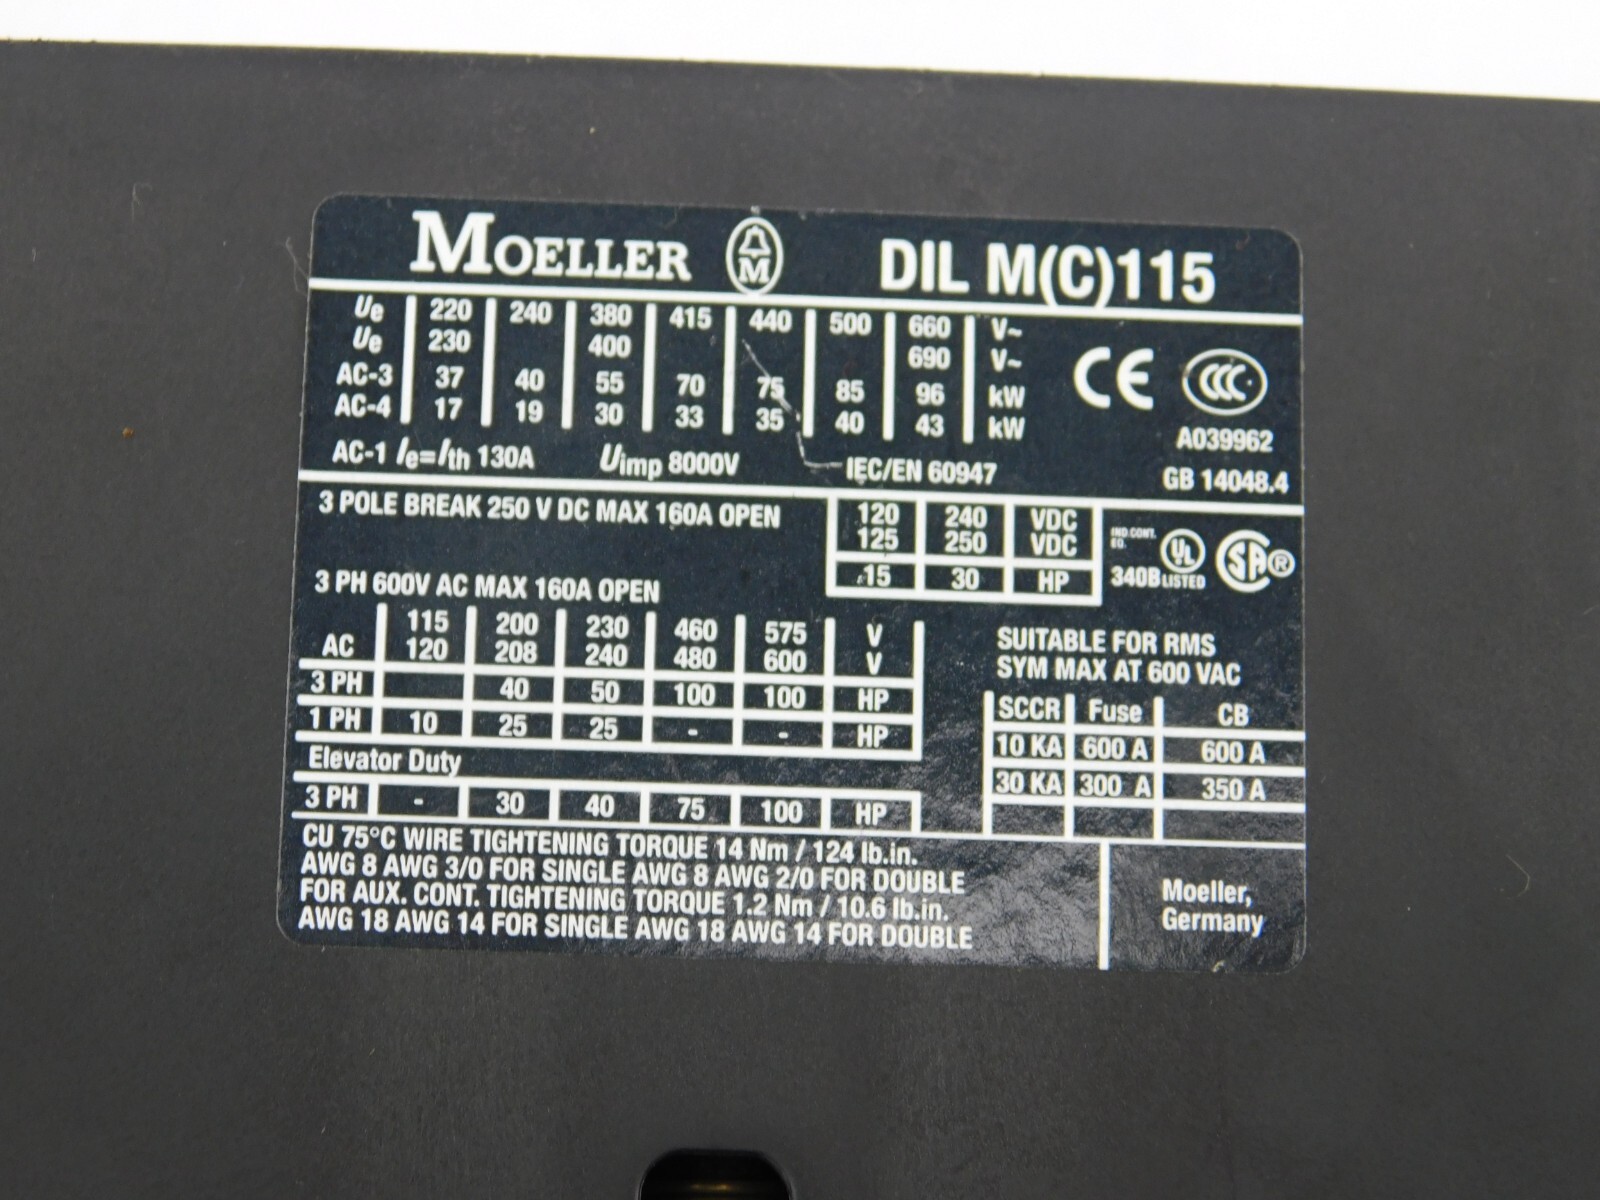 MOELLER M DIL M(C)115
Ue 220 240 380 415 440 500 660 V~
Ue 230 400 690 V~
AC-3 37 40 55 70 75 85 96 kW
AC-4 17 19 30 33 35 40 43 kW
CE CCC
A039962
AC-1 Ie=Ith 130A Uimp 8000V IEC/EN 60947 GB 14048.4
3 POLE BREAK 250 V DC MAX 160A OPEN
120 240 VDC
125 250 VDC
15 30 HP
IND.CONT.
EQ.
340B UL LISTED SA®
3 PH 600V AC MAX 160A OPEN
115 200 230 460 575 V
AC 120 208 240 480 600 V
3 PH 40 50 100 100 HP
1 PH 10 25 25 - - HP
Elevator Duty
3 PH - 30 40 75 100 HP
SUITABLE FOR RMS
SYM MAX AT 600 VAC
SCCR Fuse CB
10 KA 600 A 600 A
30 KA 300 A 350 A
CU 75°C WIRE TIGHTENING TORQUE 14 Nm / 124 lb.in.
AWG 8 AWG 3/0 FOR SINGLE AWG 8 AWG 2/0 FOR DOUBLE
FOR AUX. CONT. TIGHTENING TORQUE 1.2 Nm / 10.6 lb.in.
AWG 18 AWG 14 FOR SINGLE AWG 18 AWG 14 FOR DOUBLE
Moeller,
Germany